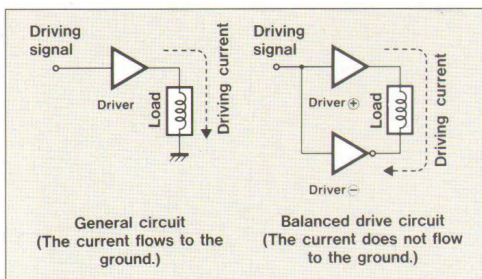 Driving
signal
Driver
Load
Driving current
General circuit
(The current flows to the
ground.)
Driving
signal
Driver ⊕
Load
Driver ⊖
Driving current
Balanced drive circuit
(The current does not flow
to the ground.)